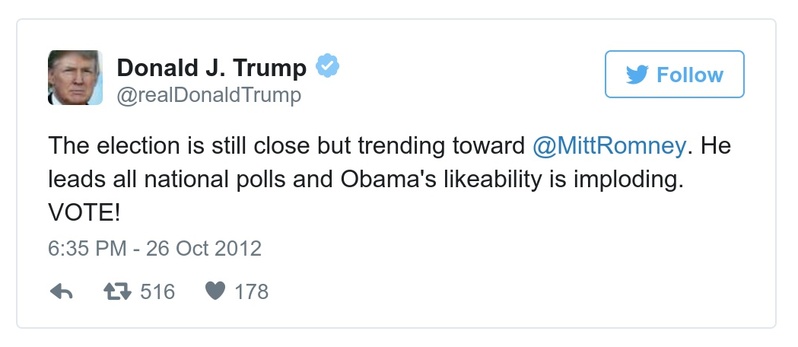 Donald J. Trump
@realDonaldTrump
Follow
The election is still close but trending toward @MittRomney. He
leads all national polls and Obama's likeability is imploding.
VOTE!
6:35 PM - 26 Oct 2012
516 178